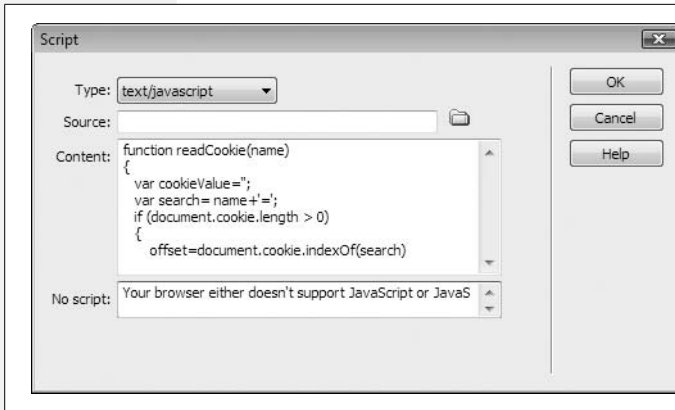 Script
Type: text/javascript
OK
Source:
Cancel
Content: function readCookie(name)
Help
{
var cookieValue='';
var search= name+'=';
if (document.cookie.length > 0)
{
offset=document.cookie.indexOf(search)
No script: Your browser either doesn't support JavaScript or JavaS